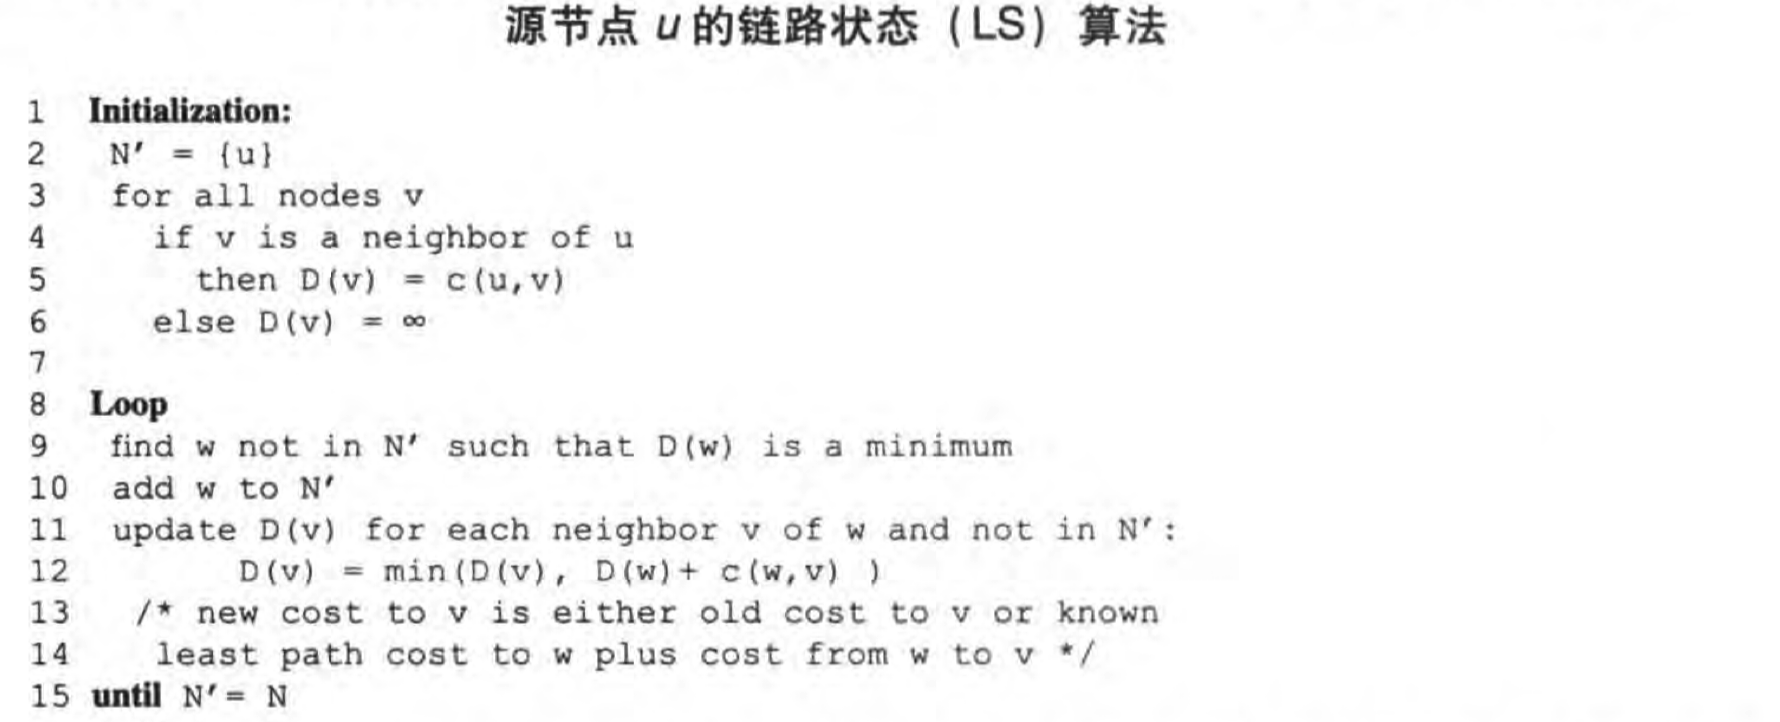 源节点 u 的链路状态（LS）算法
1 Initialization:
2 N′ = {u}
3 for all nodes v
4 if v is a neighbor of u
5 then D(v) = c(u,v)
6 else D(v) = ∞
7
8 Loop
9 find w not in N′ such that D(w) is a minimum
10 add w to N′
11 update D(v) for each neighbor v of w and not in N′:
12 D(v) = min(D(v), D(w)+ c(w,v) )
13 /* new cost to v is either old cost to v or known
14 least path cost to w plus cost from w to v */
15 until N′= N